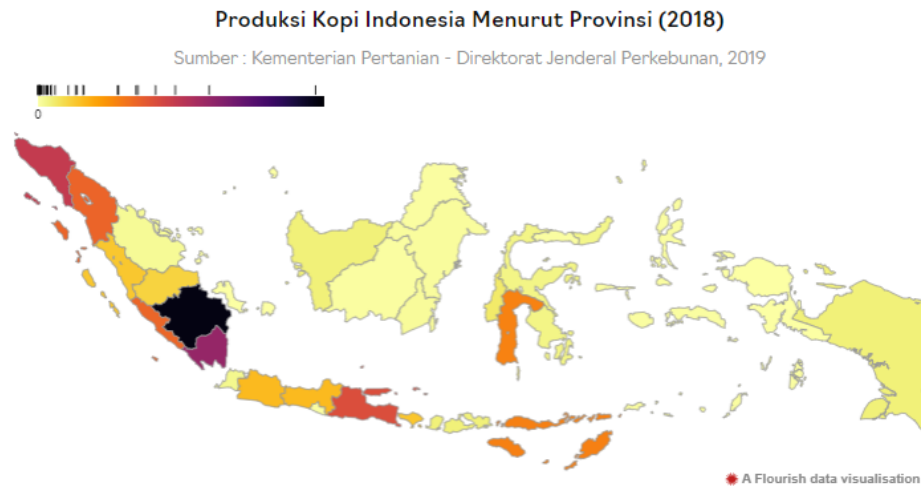 Produksi Kopi Indonesia Menurut Provinsi (2018)
Sumber : Kementerian Pertanian - Direktorat Jenderal Perkebunan, 2019
0
A Flourish data visualisation